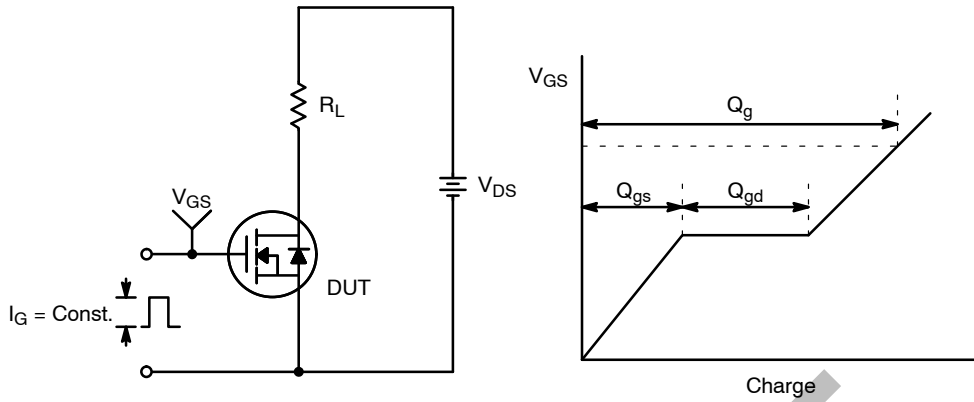 V_GS
R_L
V_DS
DUT
I_G = Const.
V_GS
Q_g
Q_gs
Q_gd
Charge